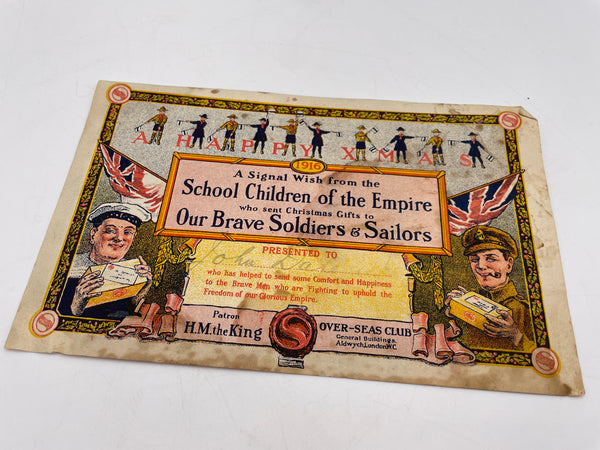 A HAPPY XMAS
1916
A Signal Wish from the
School Children of the Empire
who sent Christmas Gifts to
Our Brave Soldiers & Sailors
PRESENTED TO
John
who has helped to send some Comfort and Happiness
to the Brave Men who are Fighting to uphold the
Freedom of our Glorious Empire.
Patron
H.M. the King
OVER-SEAS CLUB
General Buildings,
Aldwych, London, W.C.